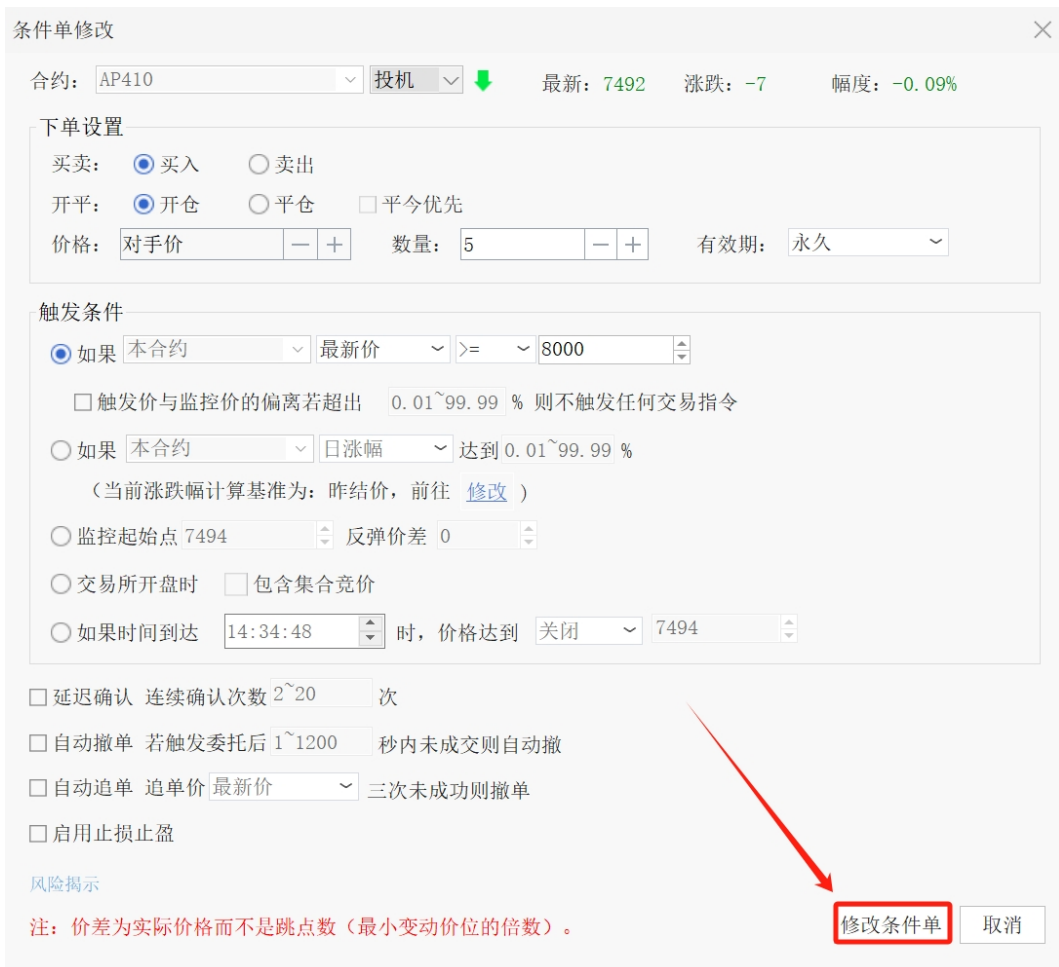 条件单修改
合约: AP410 投机 最新: 7492 涨跌: -7 幅度: -0.09%
下单设置
买卖: 买入 卖出
开平: 开仓 平仓 平今优先
价格: 对手价 数量: 5 有效期: 永久
触发条件
如果 本合约 最新价 >= 8000
触发价与监控价的偏离若超出 0.01~99.99 % 则不触发任何交易指令
如果 本合约 日涨幅 达到 0.01~99.99 %
(当前涨跌幅计算基准为: 昨结价, 前往 修改 )
监控起始点 7494 反弹价差 0
交易所开盘时 包含集合竞价
如果时间到达 14:34:48 时, 价格达到 关闭 7494
延迟确认 连续确认次数 2~20 次
自动撤单 若触发委托后 1~1200 秒内未成交则自动撤
自动追单 追单价 最新价 三次未成功则撤单
启用止损止盈
风险揭示
注: 价差为实际价格而不是跳点数(最小变动价位的倍数)。
修改条件单 取消